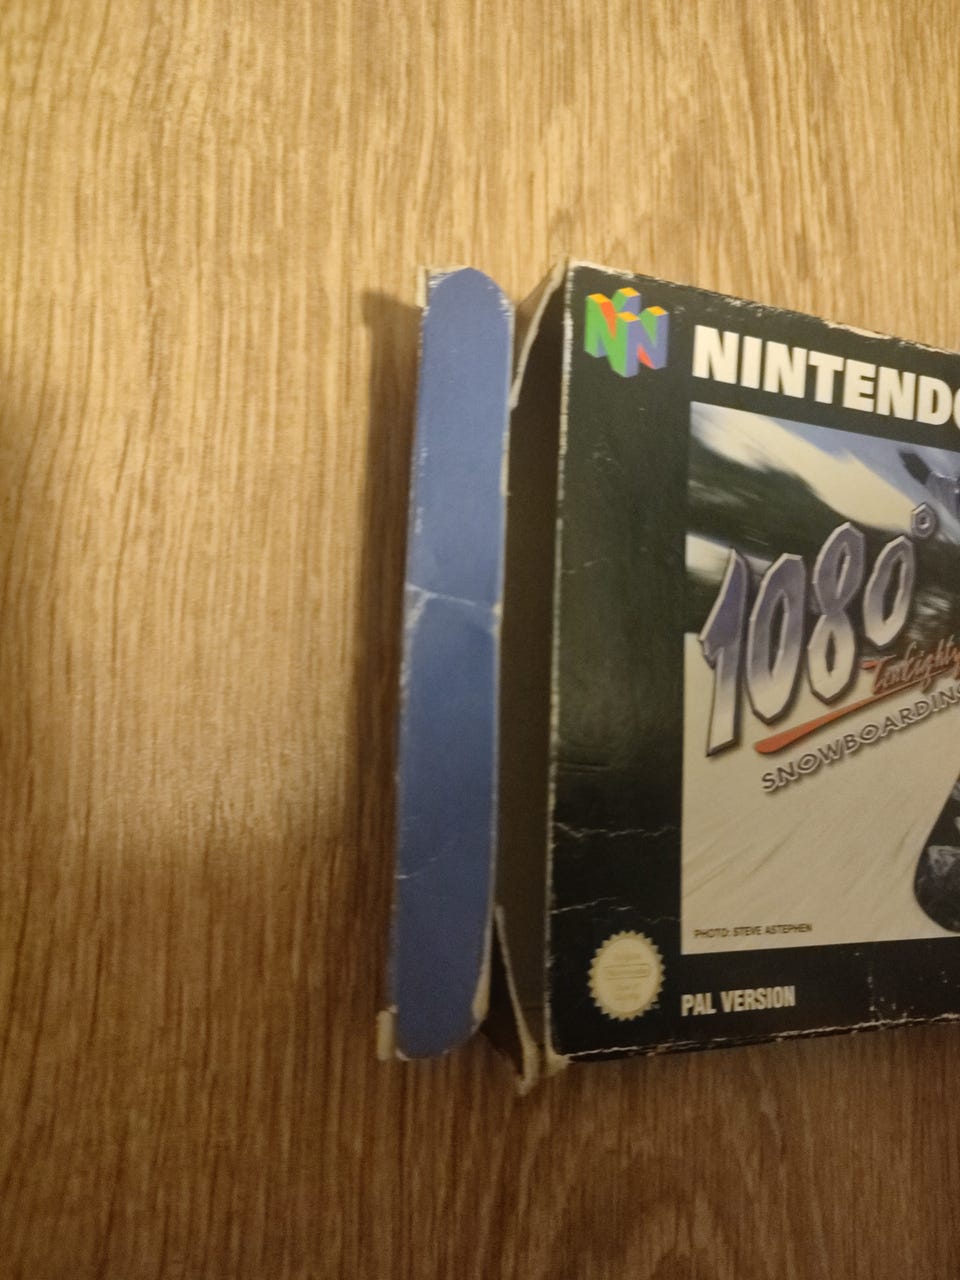 NINTENDO
1080°
TenEighty
SNOWBOARDING
PHOTO: STEVE ASTEPHEN
PAL VERSION